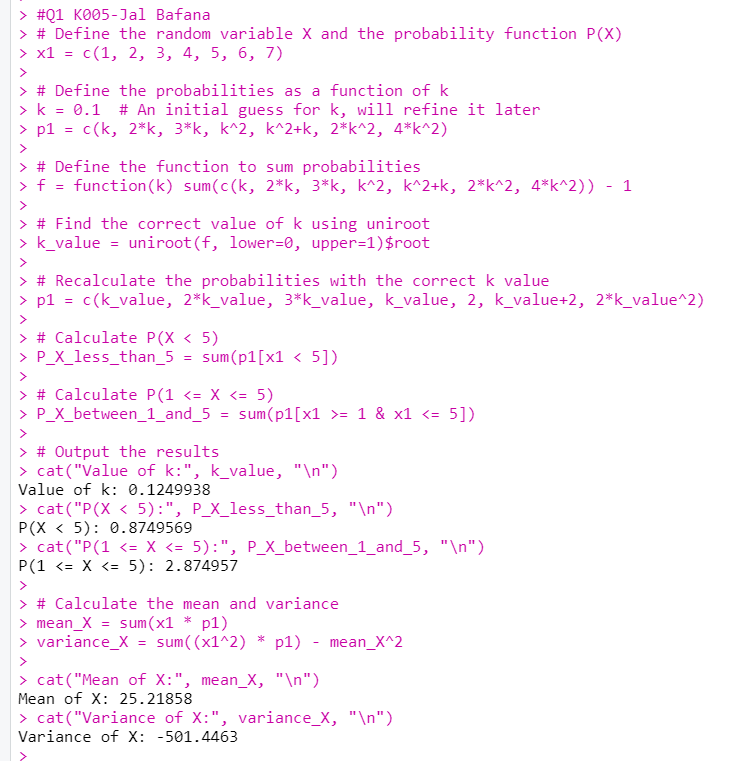 > #Q1 K005-Jal Bafana
> # Define the random variable X and the probability function P(X)
> x1 = c(1, 2, 3, 4, 5, 6, 7)
>
> # Define the probabilities as a function of k
> k = 0.1  # An initial guess for k, will refine it later
> p1 = c(k, 2*k, 3*k, k^2, k^2+k, 2*k^2, 4*k^2)
>
> # Define the function to sum probabilities
> f = function(k) sum(c(k, 2*k, 3*k, k^2, k^2+k, 2*k^2, 4*k^2)) - 1
>
> # Find the correct value of k using uniroot
> k_value = uniroot(f, lower=0, upper=1)$root
>
> # Recalculate the probabilities with the correct k value
> p1 = c(k_value, 2*k_value, 3*k_value, k_value, 2, k_value+2, 2*k_value^2)
>
> # Calculate P(X < 5)
> P_X_less_than_5 = sum(p1[x1 < 5])
>
> # Calculate P(1 <= X <= 5)
> P_X_between_1_and_5 = sum(p1[x1 >= 1 & x1 <= 5])
>
> # Output the results
> cat("Value of k:", k_value, "\n")
Value of k: 0.1249938
> cat("P(X < 5):", P_X_less_than_5, "\n")
P(X < 5): 0.8749569
> cat("P(1 <= X <= 5):", P_X_between_1_and_5, "\n")
P(1 <= X <= 5): 2.874957
>
> # Calculate the mean and variance
> mean_X = sum(x1 * p1)
> variance_X = sum((x1^2) * p1) - mean_X^2
>
> cat("Mean of X:", mean_X, "\n")
Mean of X: 25.21858
> cat("Variance of X:", variance_X, "\n")
Variance of X: -501.4463
>